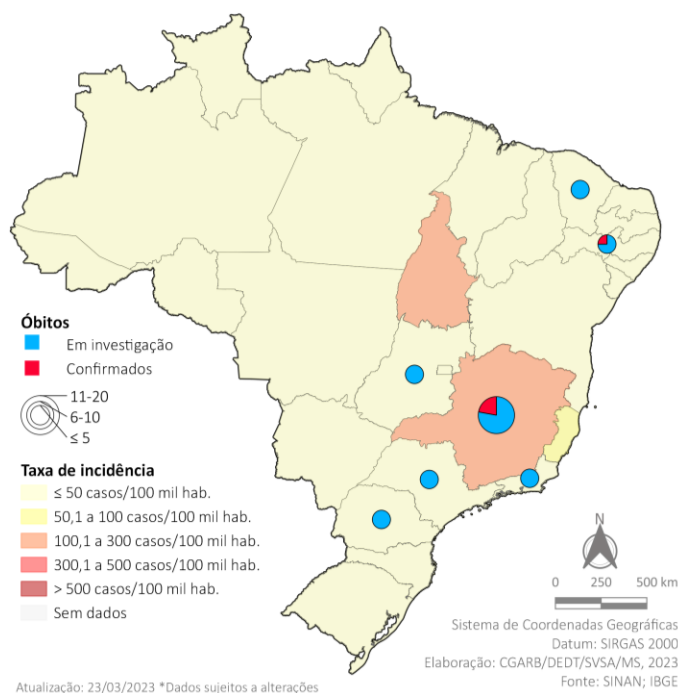 Óbitos
Em investigação
Confirmados
11-20
6-10
≤ 5
Taxa de incidência
≤ 50 casos/100 mil hab.
50,1 a 100 casos/100 mil hab.
100,1 a 300 casos/100 mil hab.
300,1 a 500 casos/100 mil hab.
> 500 casos/100 mil hab.
Sem dados
N
0 250 500 km
Sistema de Coordenadas Geográficas
Datum: SIRGAS 2000
Elaboração: CGARB/DEDT/SVSA/MS, 2023
Fonte: SINAN; IBGE
Atualização: 23/03/2023 *Dados sujeitos a alterações